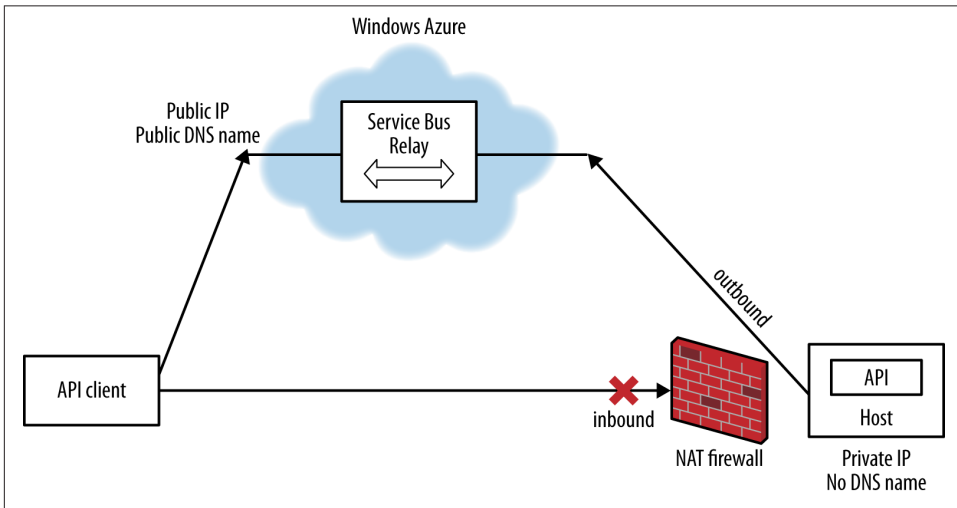 Windows Azure
Public IP
Public DNS name
Service Bus
Relay
outbound
API client
inbound
NAT firewall
API
Host
Private IP
No DNS name